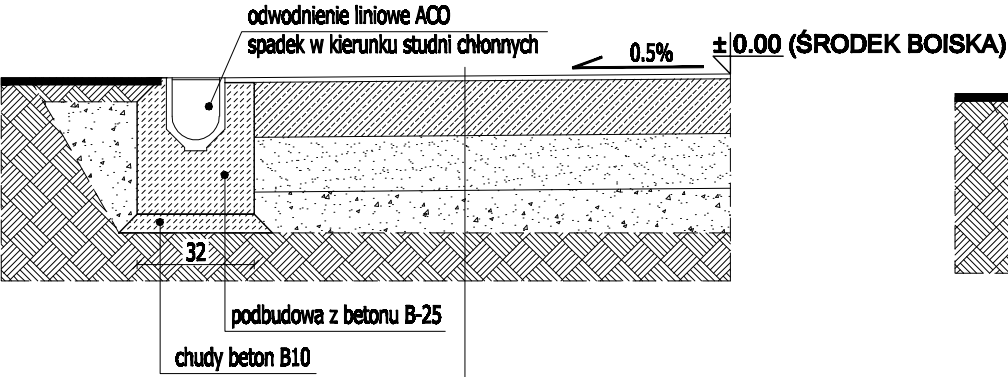 odwodnienie liniowe ACO
spadek w kierunku studni chłonnych
0.5%
±0.00 (ŚRODEK BOISKA)
32
podbudowa z betonu B-25
chudy beton B10